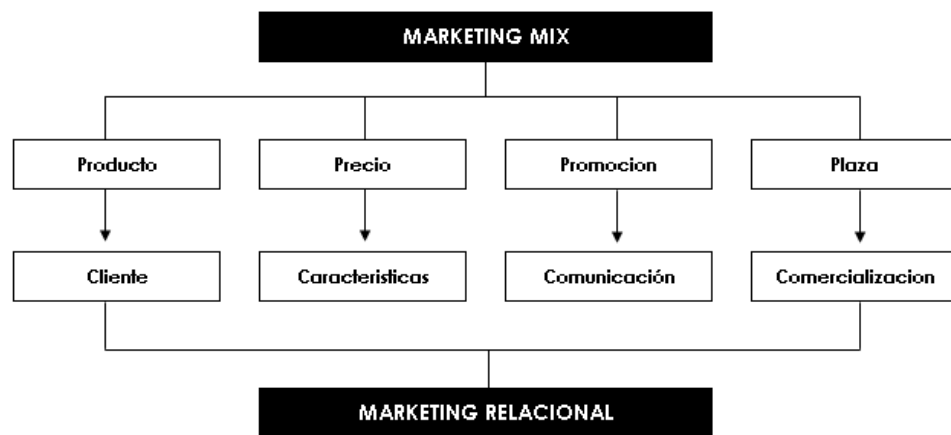 MARKETING MIX
Producto
Precio
Promocion
Plaza
Cliente
Caracteristicas
Comunicación
Comercializacion
MARKETING RELACIONAL